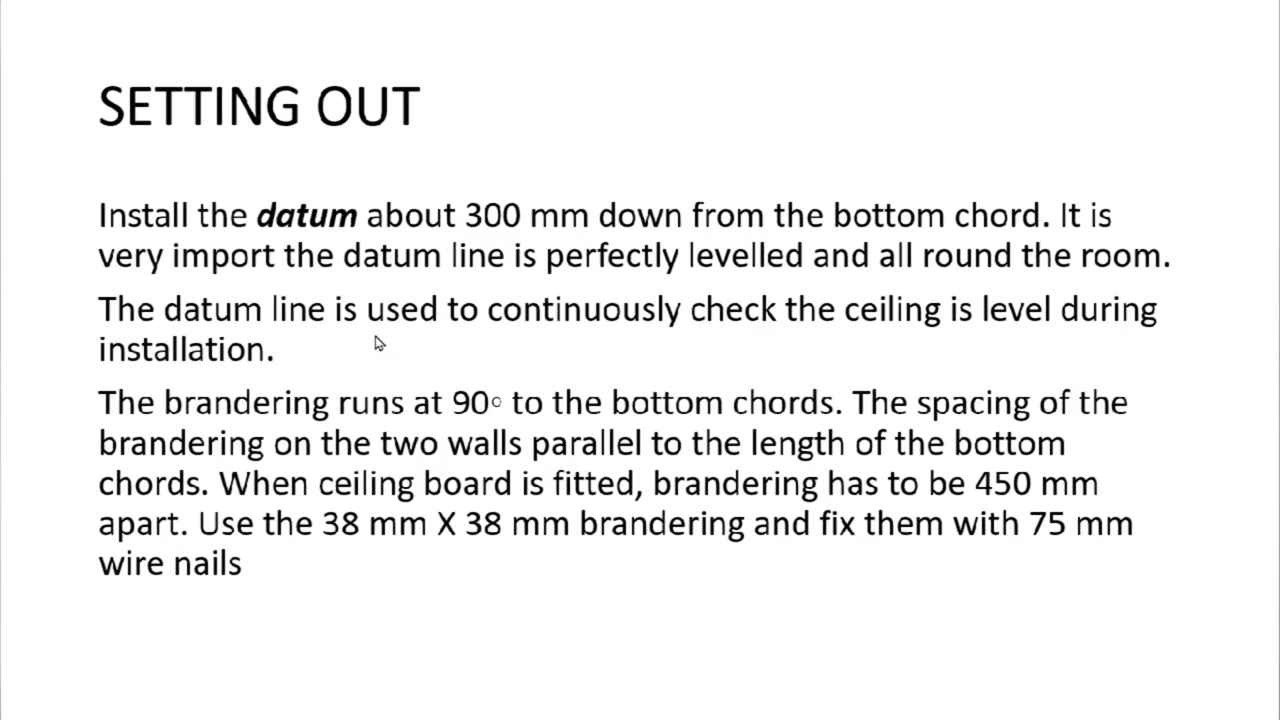 SETTING OUT
Install the datum about 300 mm down from the bottom chord. It is
very import the datum line is perfectly levelled and all round the room.
The datum line is used to continuously check the ceiling is level during
installation.
The brandering runs at 90° to the bottom chords. The spacing of the
brandering on the two walls parallel to the length of the bottom
chords. When ceiling board is fitted, brandering has to be 450 mm
apart. Use the 38 mm X 38 mm brandering and fix them with 75 mm
wire nails